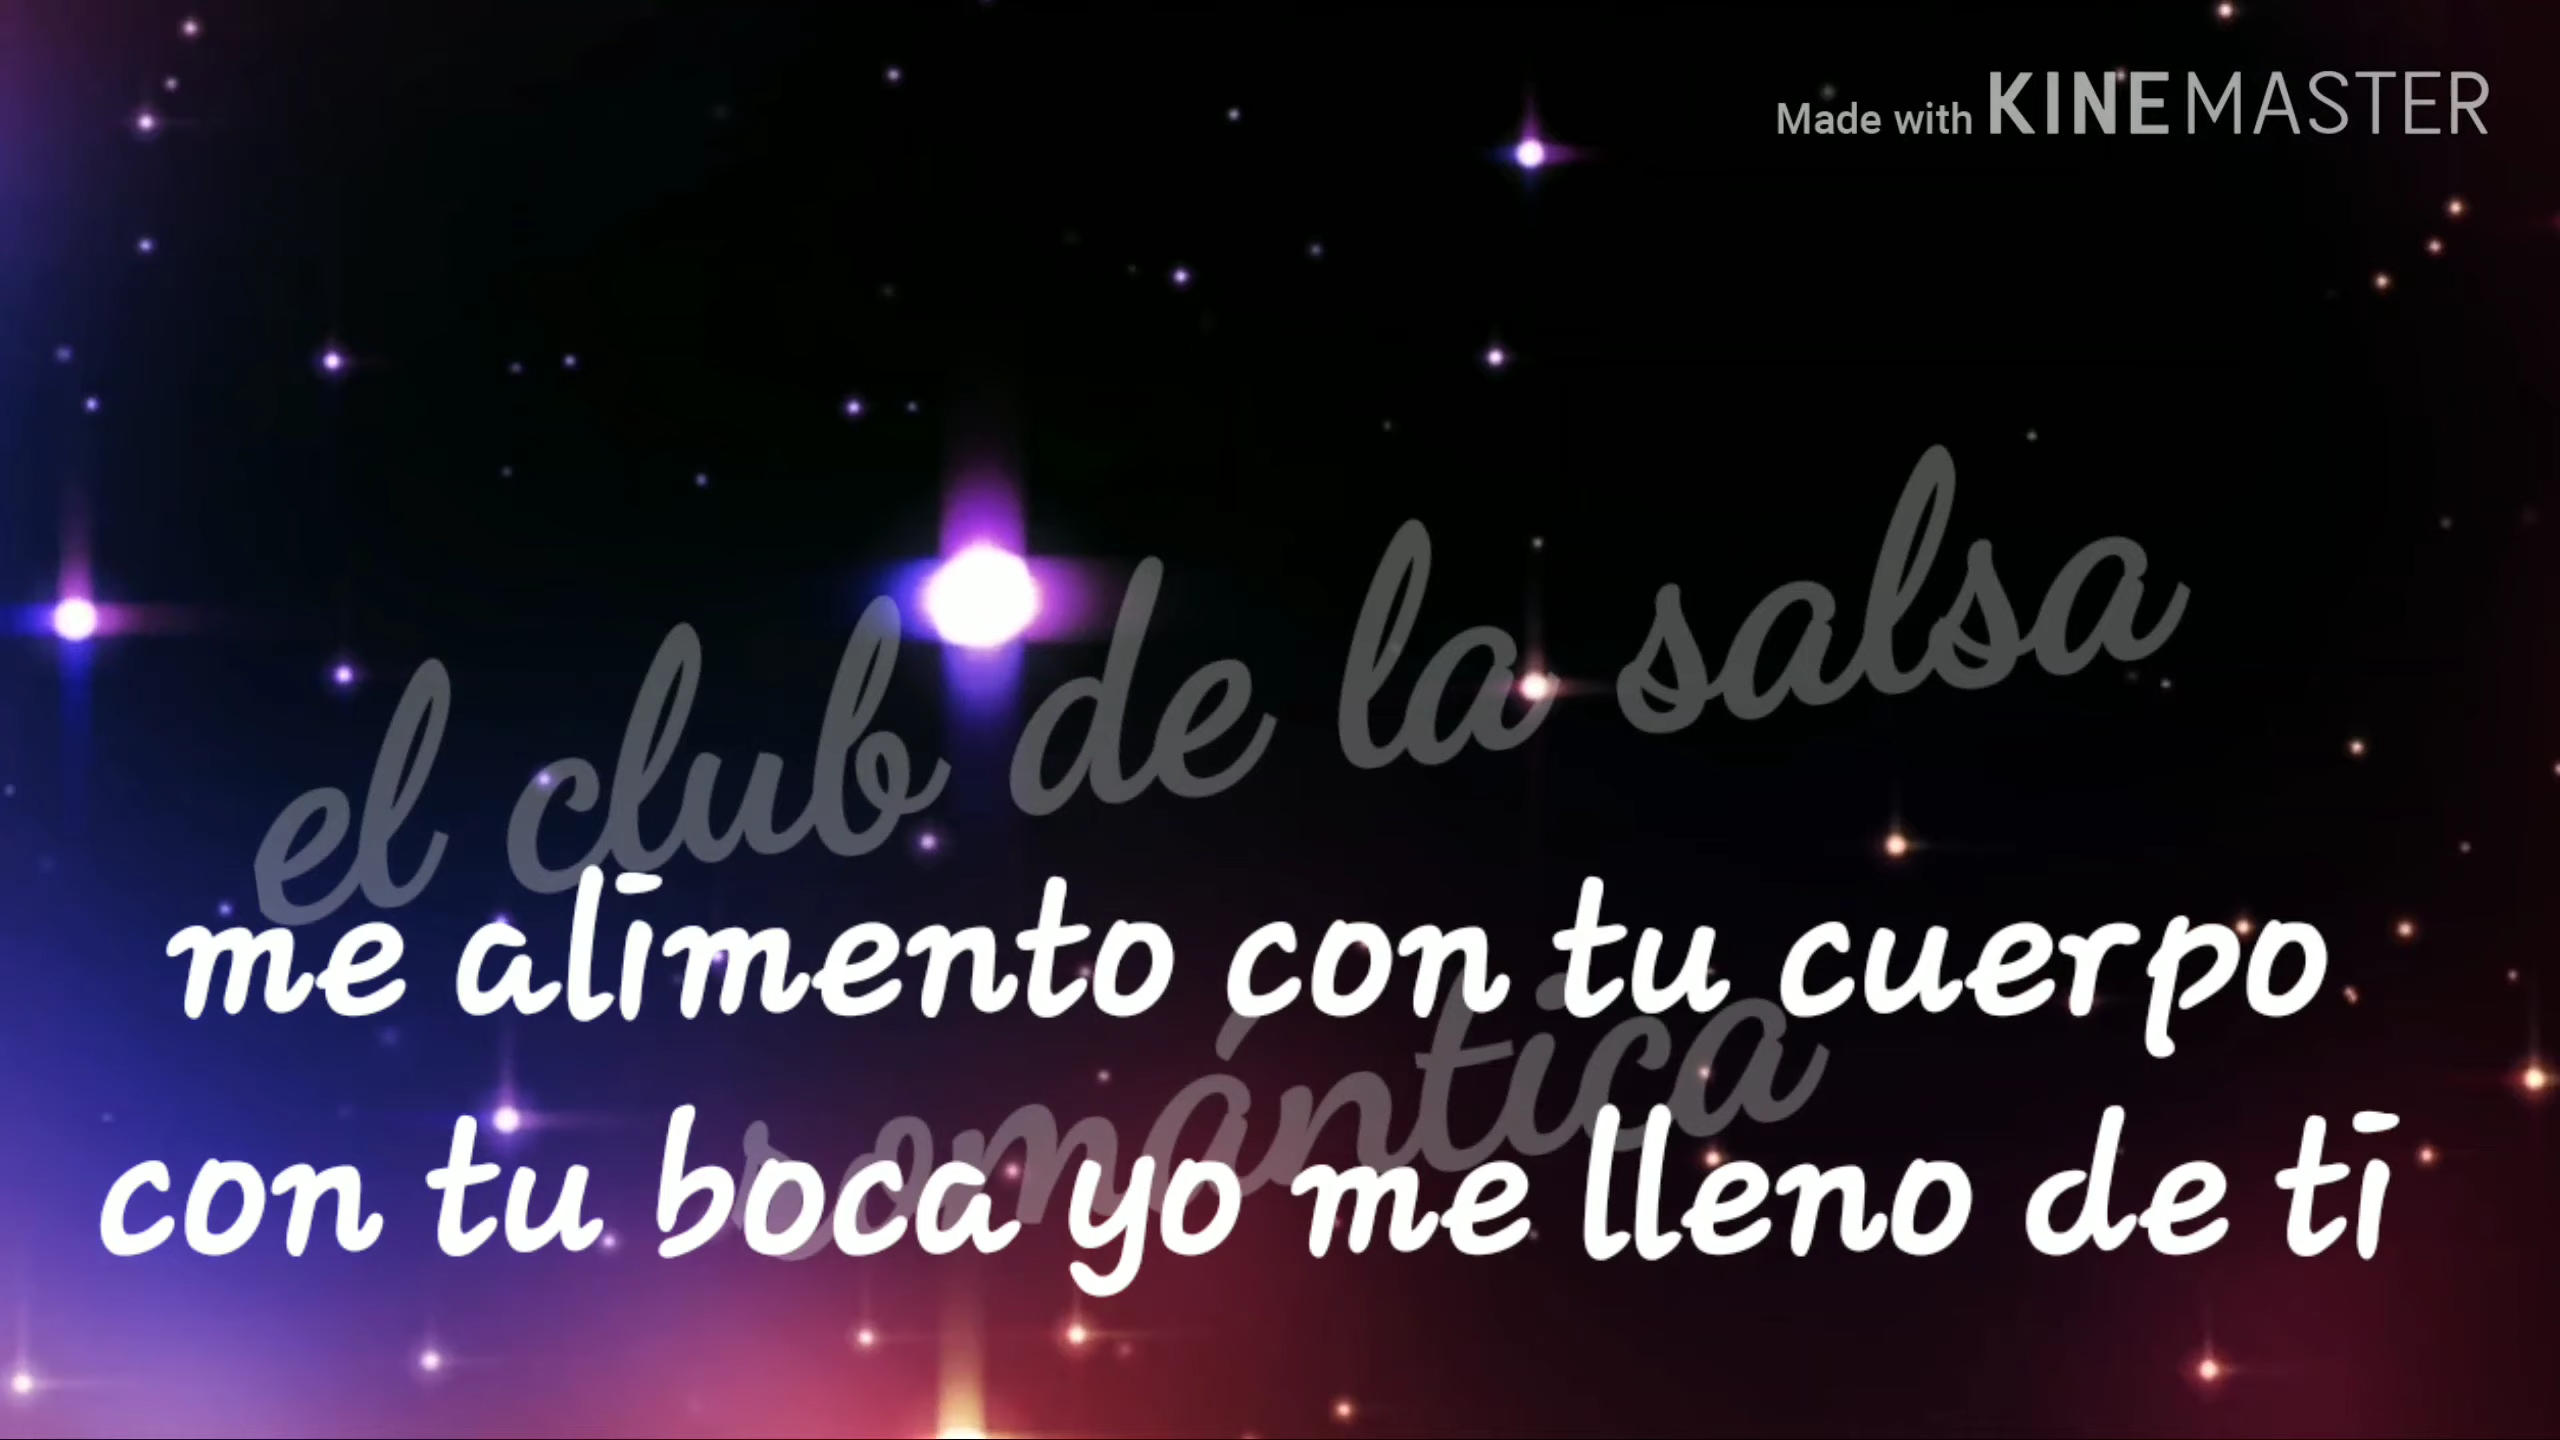 Made with KINEMASTER
el club de la salsa
me alimento con tu cuerpo
romántica
con tu boca yo me lleno de ti